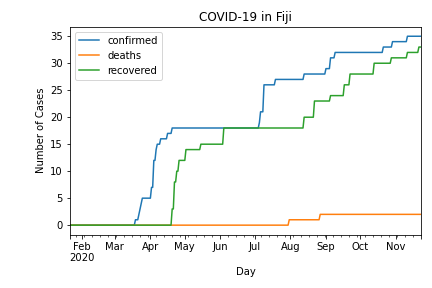 COVID-19 in Fiji
confirmed
deaths
recovered
Number of Cases
35
30
25
20
15
10
5
0
Feb Mar Apr May Jun Jul Aug Sep Oct Nov
2020
Day